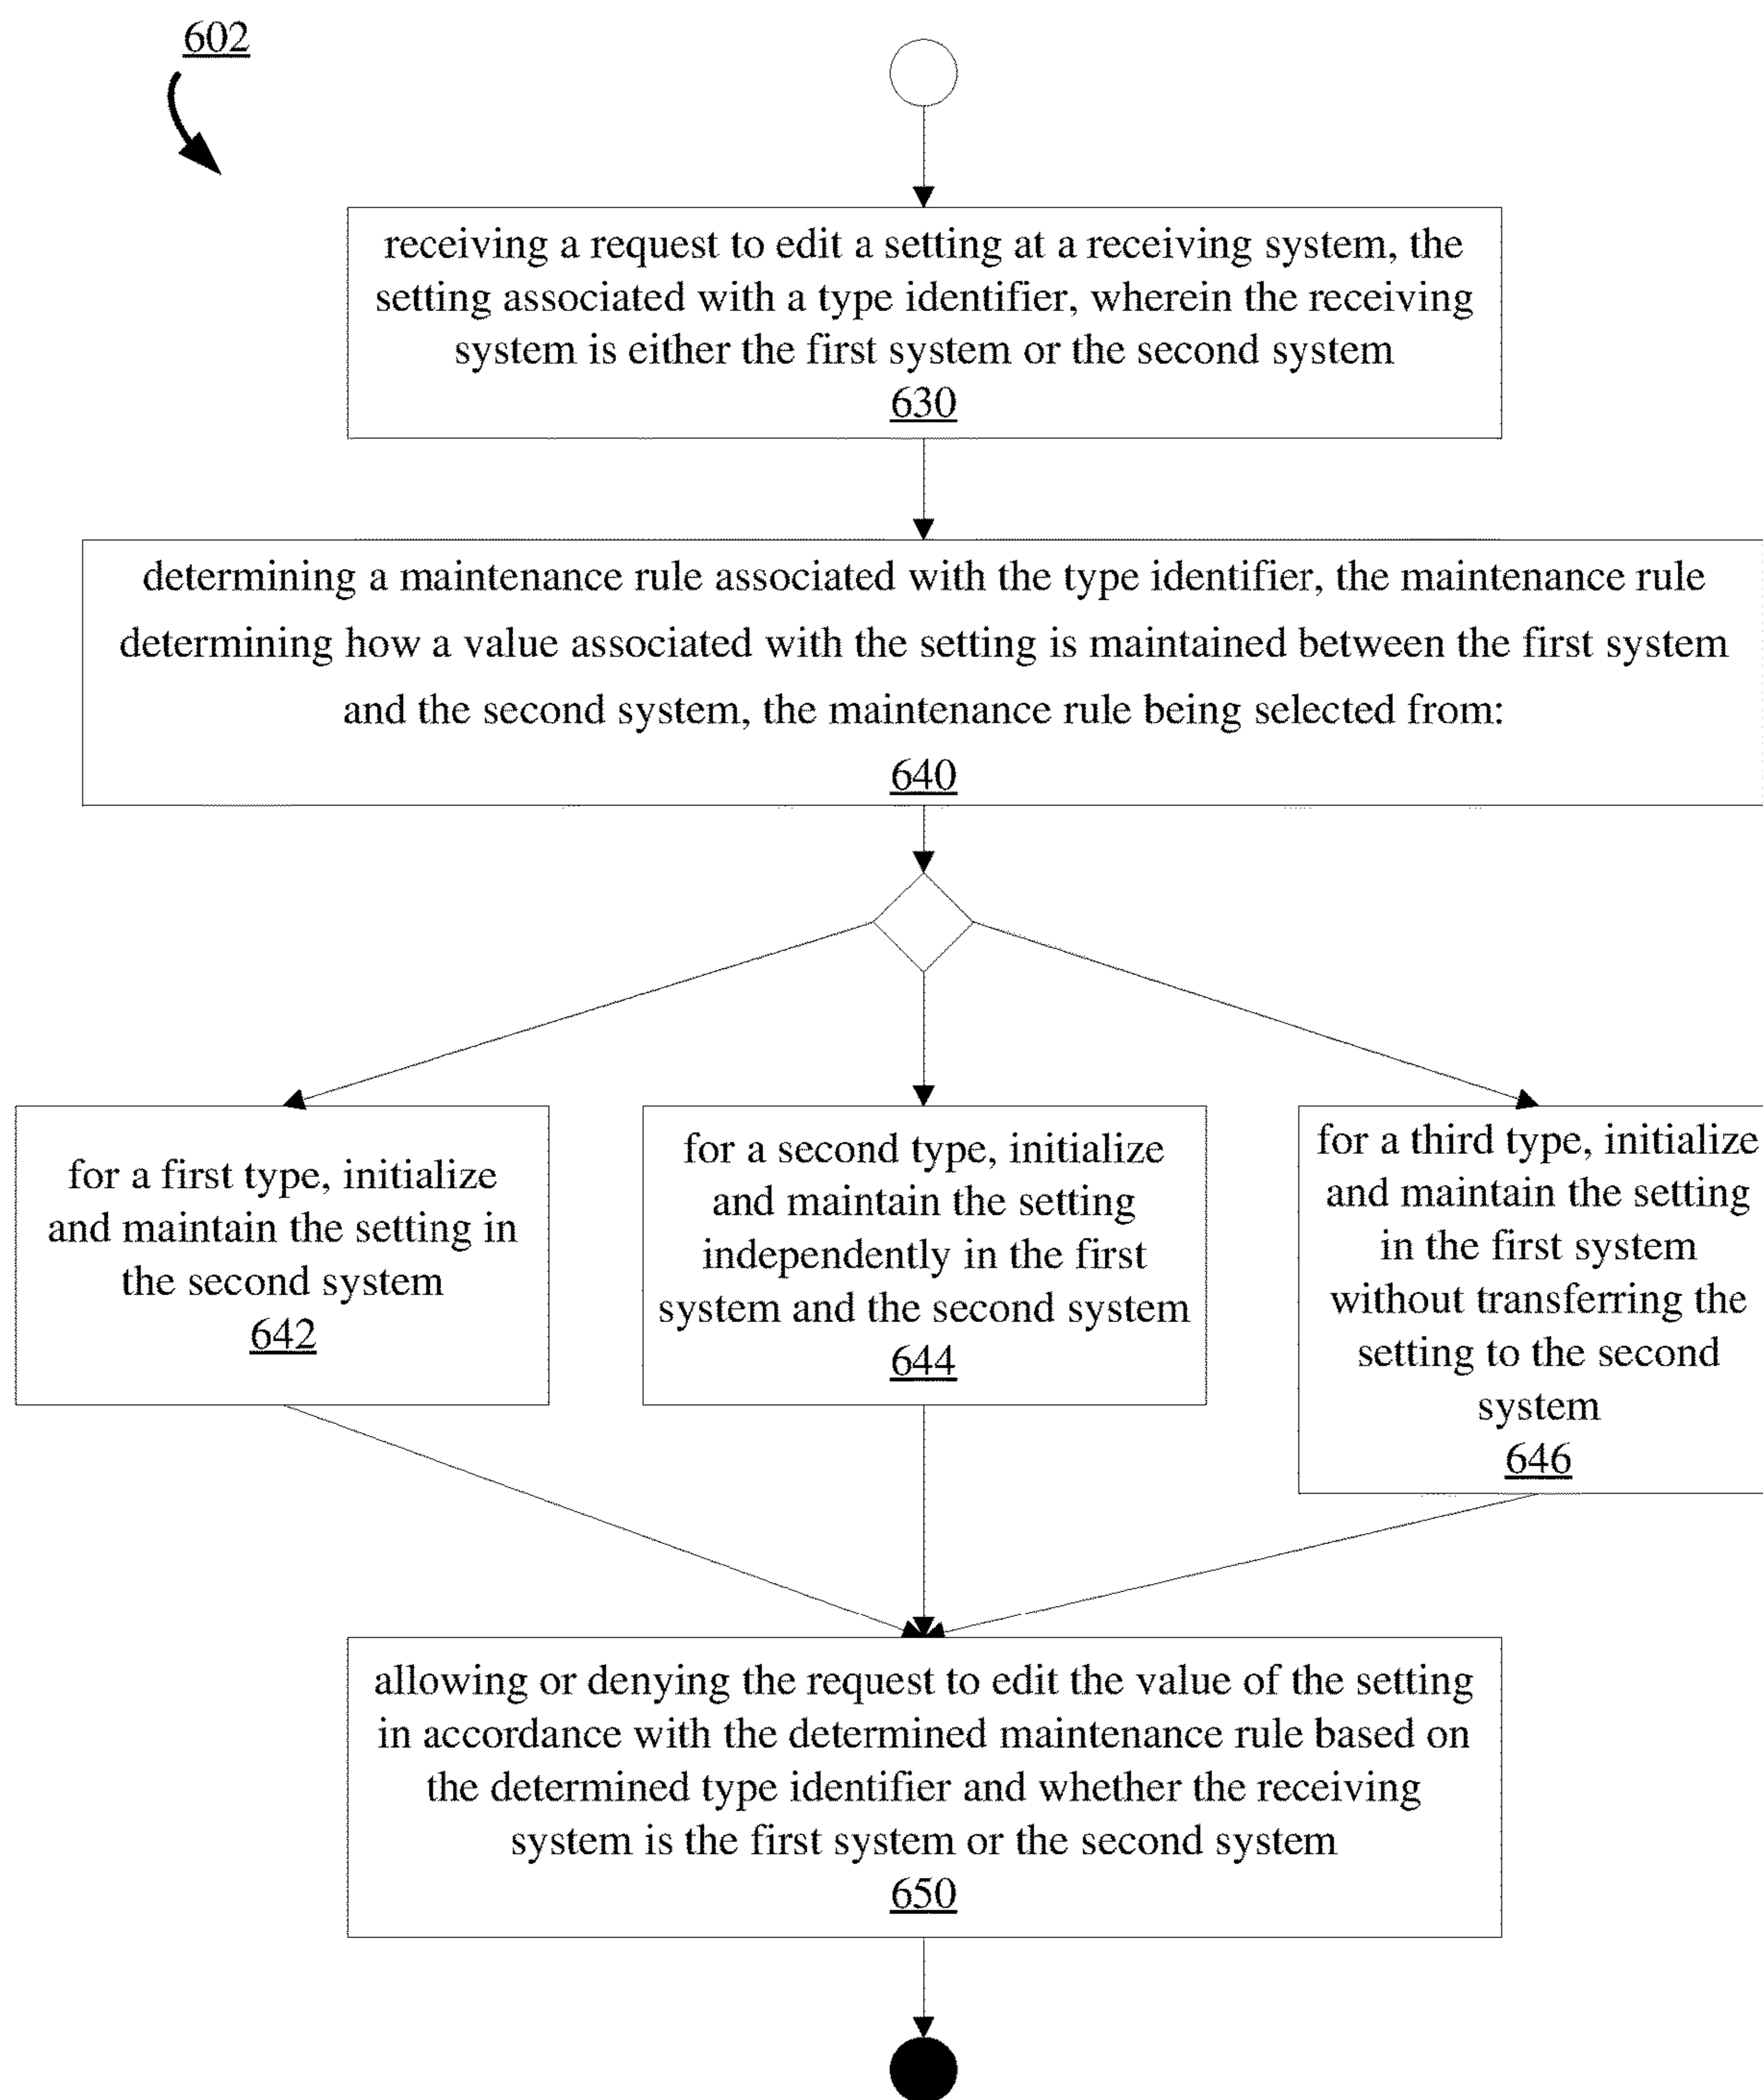 602
receiving a request to edit a setting at a receiving system, the
setting associated with a type identifier, wherein the receiving
system is either the first system or the second system
630
determining a maintenance rule associated with the type identifier, the maintenance rule
determining how a value associated with the setting is maintained between the first system
and the second system, the maintenance rule being selected from:
640
for a first type, initialize
and maintain the setting in
the second system
642
for a second type, initialize
and maintain the setting
independently in the first
system and the second system
644
for a third type, initialize
and maintain the setting
in the first system
without transferring the
setting to the second
system
646
allowing or denying the request to edit the value of the setting
in accordance with the determined maintenance rule based on
the determined type identifier and whether the receiving
system is the first system or the second system
650